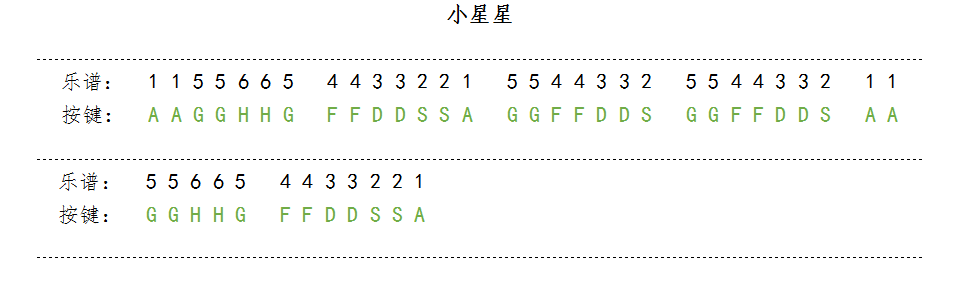 小星星
乐谱： 1 1 5 5 6 6 5 4 4 3 3 2 2 1 5 5 4 4 3 3 2 5 5 4 4 3 3 2 1 1
按键： A A G G H H G F F D D S S A G G F F D D S G G F F D D S A A
乐谱： 5 5 6 6 5 4 4 3 3 2 2 1
按键： G G H H G F F D D S S A